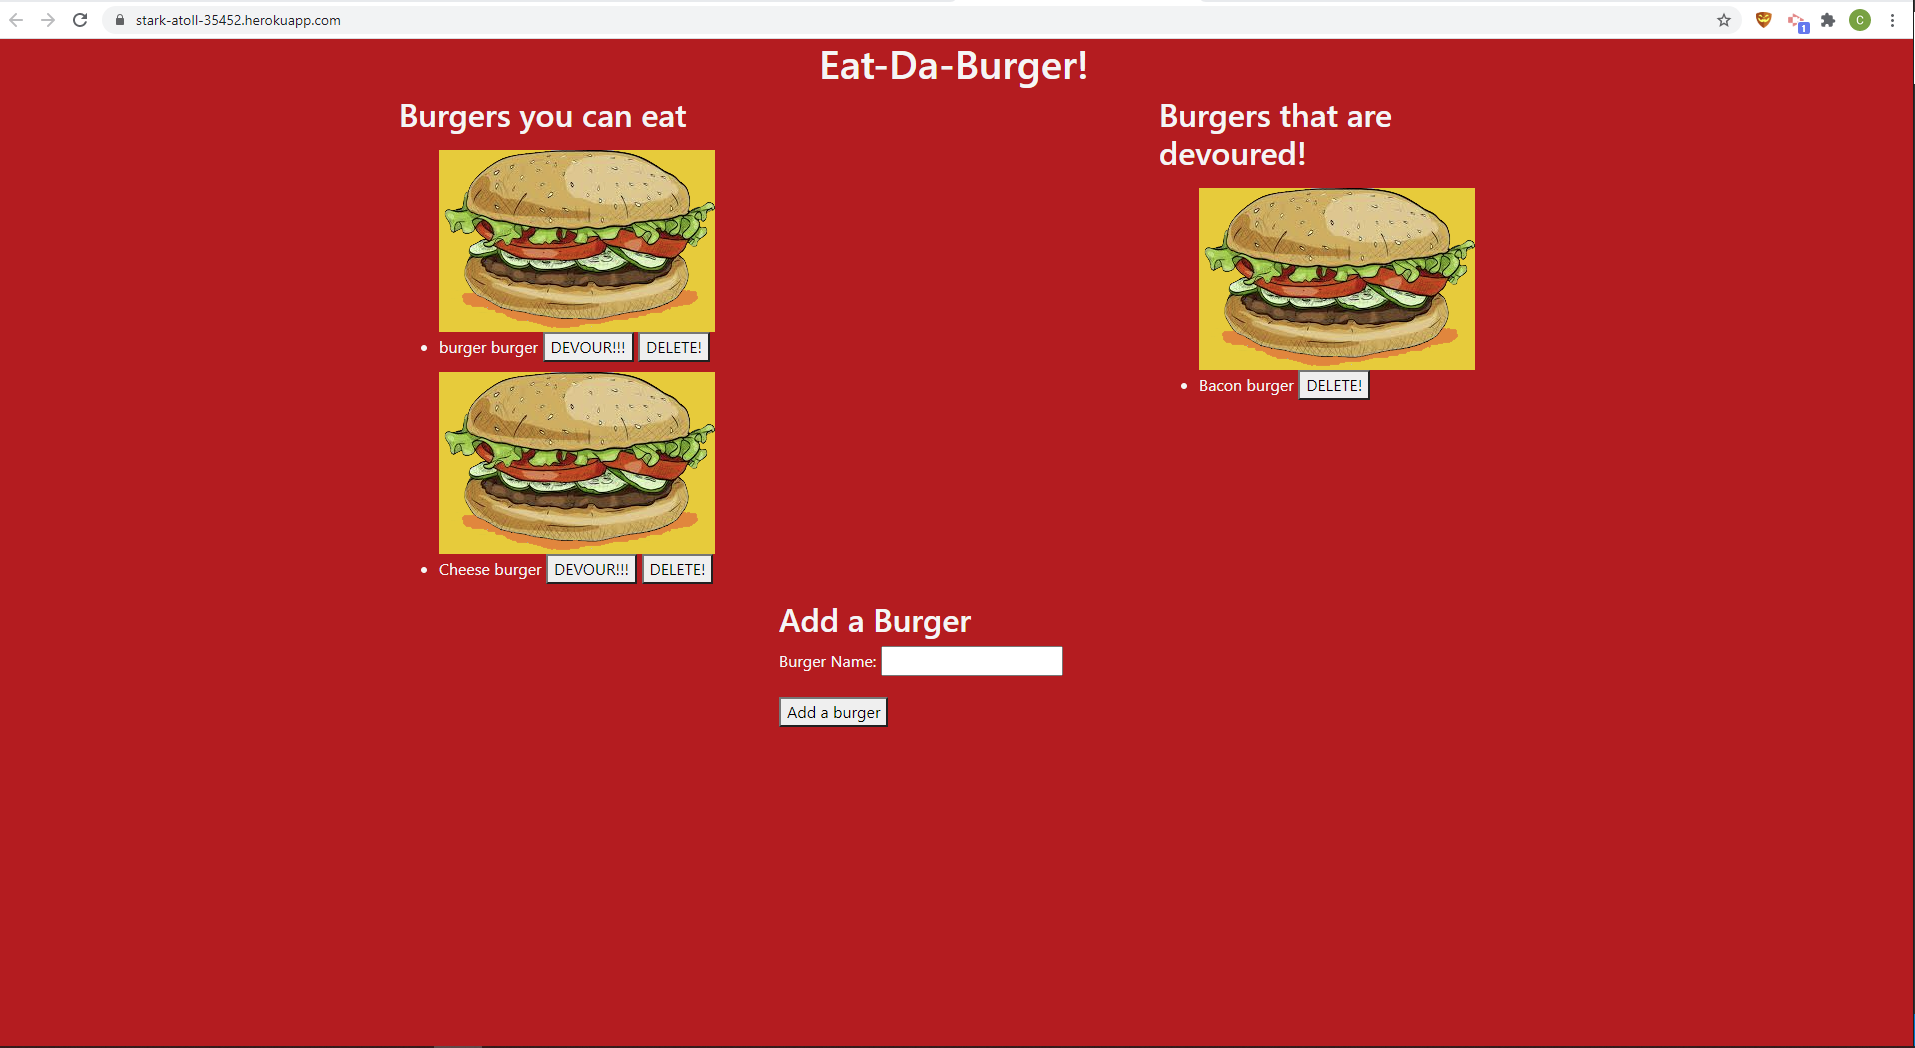 stark-atoll-35452.herokuapp.com
1
C
Eat-Da-Burger!
Burgers you can eat
burger burger DEVOUR!!! DELETE!
Cheese burger DEVOUR!!! DELETE!
Burgers that are
devoured!
Bacon burger DELETE!
Add a Burger
Burger Name:
Add a burger